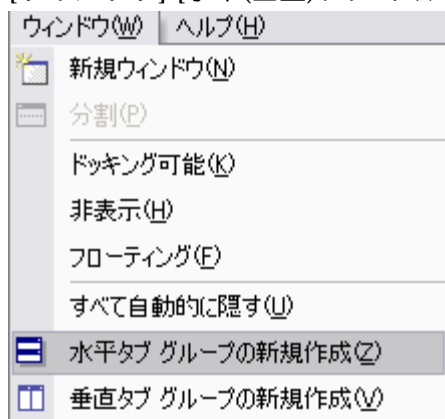 ウィンドウ(W) ヘルプ(H)
新規ウィンドウ(N)
分割(P)
ドッキング可能(K)
非表示(H)
フローティング(F)
すべて自動的に隠す(U)
水平タブ グループの新規作成(Z)
垂直タブ グループの新規作成(V)